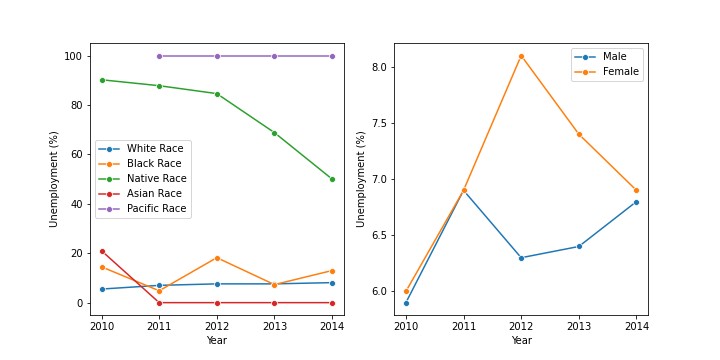 100
80
60
40
20
0
Unemployment (%)
White Race
Black Race
Native Race
Asian Race
Pacific Race
2010 2011 2012 2013 2014
Year
8.0
7.5
7.0
6.5
6.0
Unemployment (%)
Male
Female
2010 2011 2012 2013 2014
Year